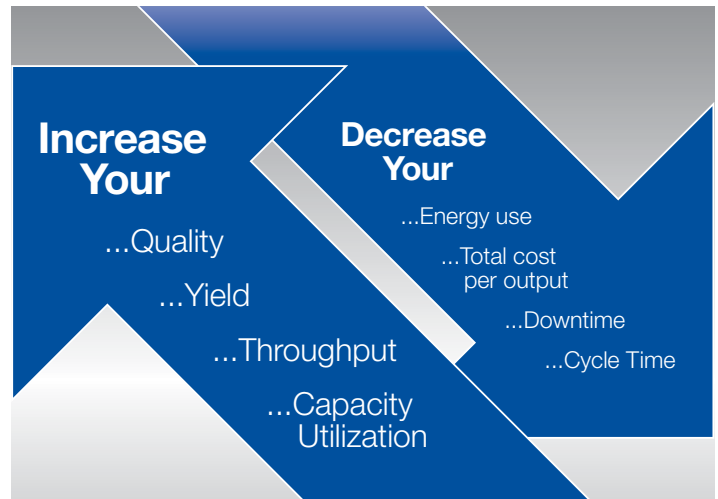 Increase
Your
...Quality
...Yield
...Throughput
...Capacity
Utilization
Decrease
Your
...Energy use
...Total cost
per output
...Downtime
...Cycle Time